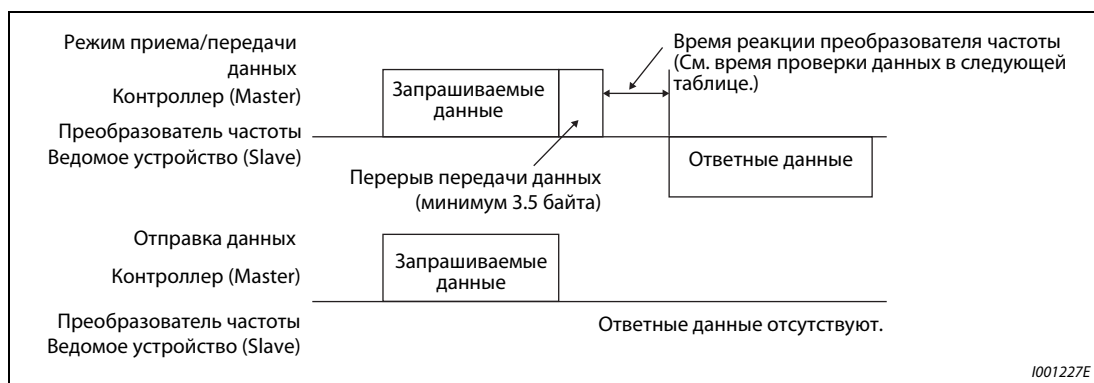 Режим приема/передачи
данных
Контроллер (Master)
Преобразователь частоты
Ведомое устройство (Slave)
Запрашиваемые
данные
Время реакции преобразователя частоты
(См. время проверки данных в следующей
таблице.)
Ответные данные
Перерыв передачи данных
(минимум 3.5 байта)
Отправка данных
Контроллер (Master)
Запрашиваемые
данные
Преобразователь частоты
Ведомое устройство (Slave)
Ответные данные отсутствуют.
I001227E